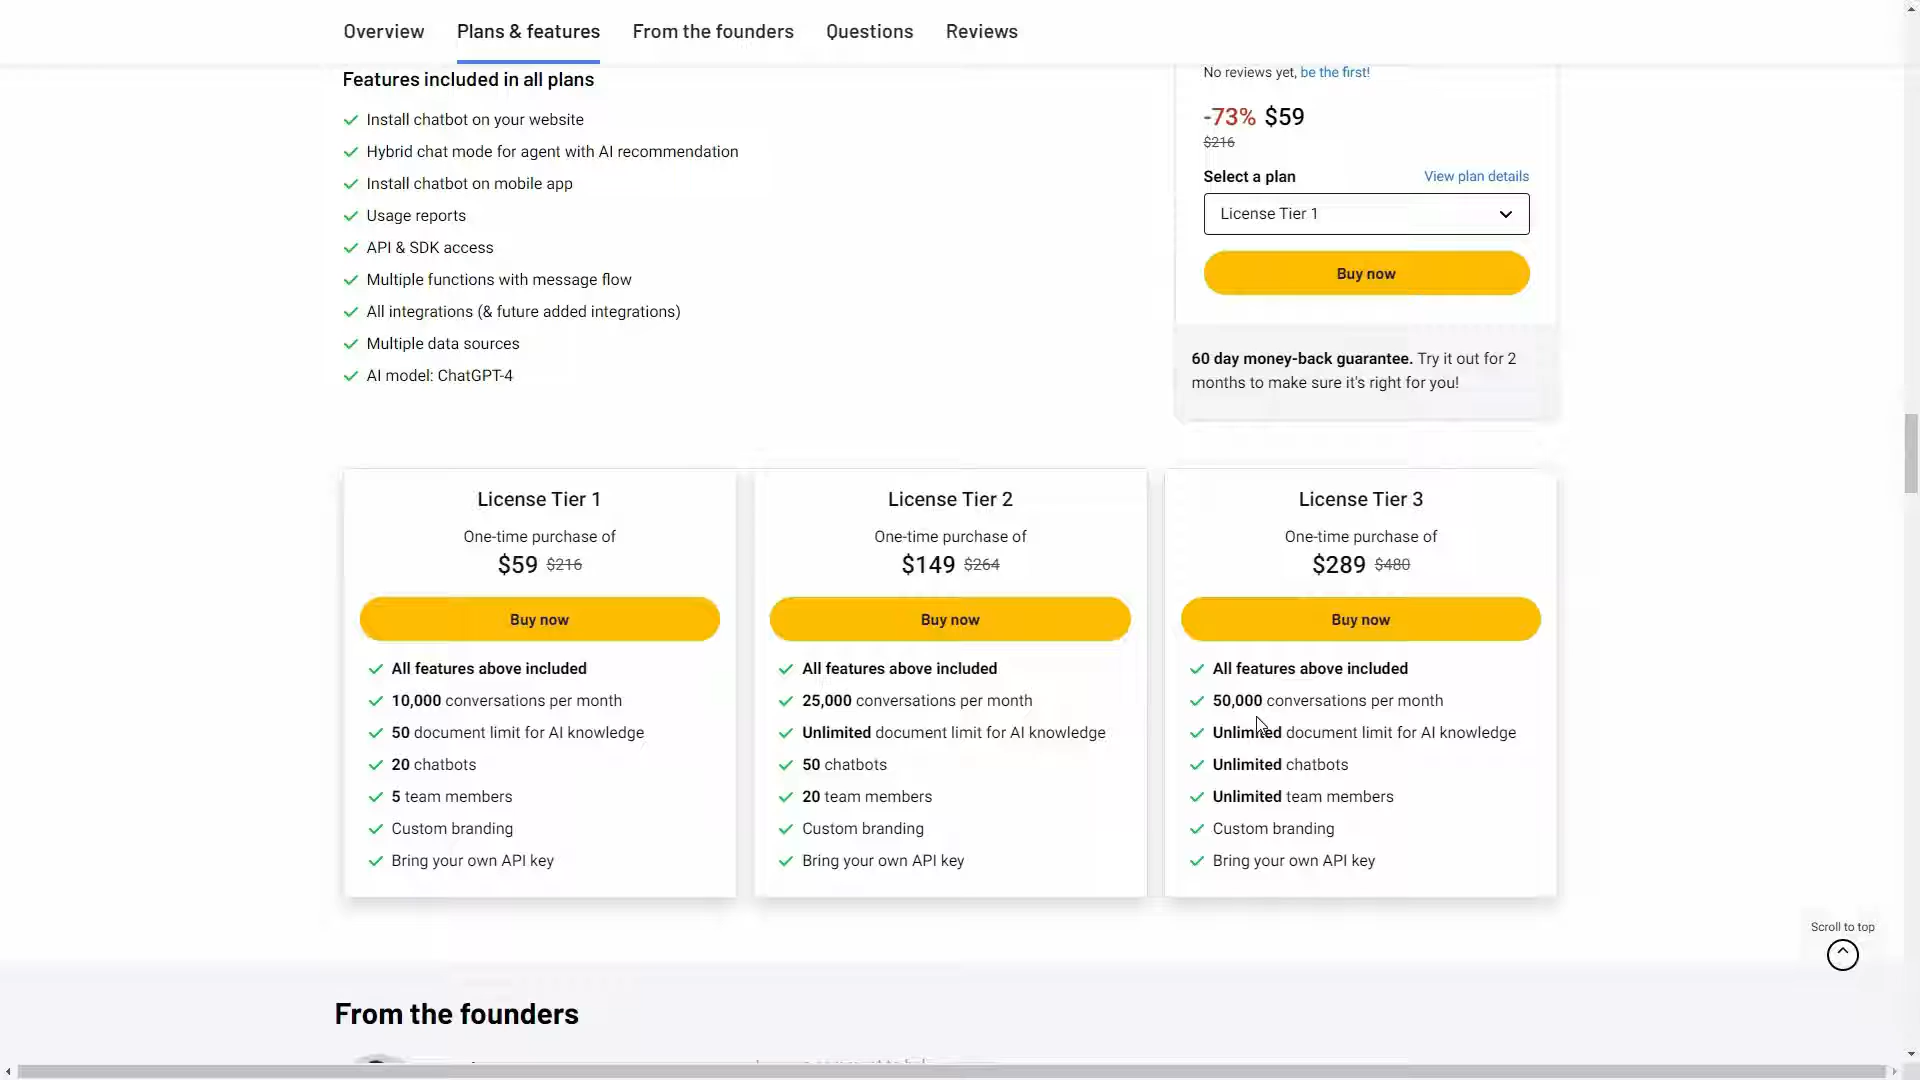 Overview Plans & features From the founders Questions Reviews
Features included in all plans
Install chatbot on your website
Hybrid chat mode for agent with AI recommendation
Install chatbot on mobile app
Usage reports
API & SDK access
Multiple functions with message flow
All integrations (& future added integrations)
Multiple data sources
AI model: ChatGPT-4
No reviews yet, be the first!
-73% $59
$216
Select a plan View plan details
License Tier 1
Buy now
60 day money-back guarantee. Try it out for 2
months to make sure it's right for you!
License Tier 1
One-time purchase of
$59 $216
Buy now
All features above included
10,000 conversations per month
50 document limit for AI knowledge
20 chatbots
5 team members
Custom branding
Bring your own API key
License Tier 2
One-time purchase of
$149 $264
Buy now
All features above included
25,000 conversations per month
Unlimited document limit for AI knowledge
50 chatbots
20 team members
Custom branding
Bring your own API key
License Tier 3
One-time purchase of
$289 $480
Buy now
All features above included
50,000 conversations per month
Unlimited document limit for AI knowledge
Unlimited chatbots
Unlimited team members
Custom branding
Bring your own API key
Scroll to top
From the founders